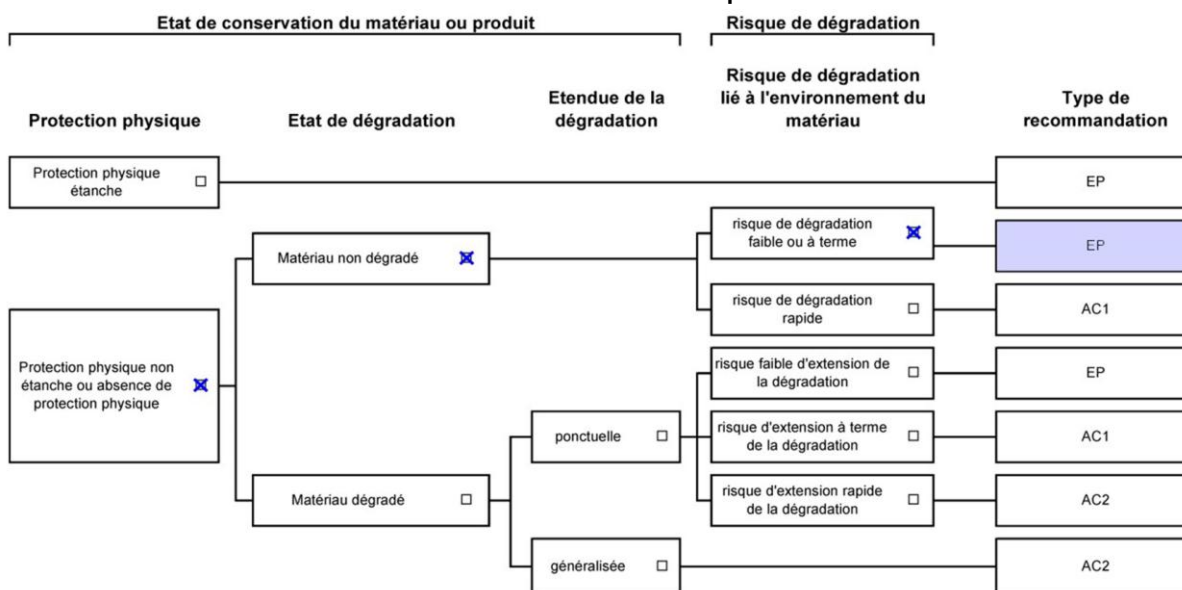 Etat de conservation du matériau ou produit
Risque de dégradation
Protection physique
Etat de dégradation
Etendue de la
dégradation
Risque de dégradation
lié à l'environnement du
matériau
Type de
recommandation
Protection physique
étanche
EP
risque de dégradation
faible ou à terme
EP
Matériau non dégradé
risque de dégradation
rapide
AC1
Protection physique non
étanche ou absence de
protection physique
risque faible d'extension de
la dégradation
EP
ponctuelle
risque d'extension à terme
de la dégradation
AC1
Matériau dégradé
risque d'extension rapide
de la dégradation
AC2
généralisée
AC2